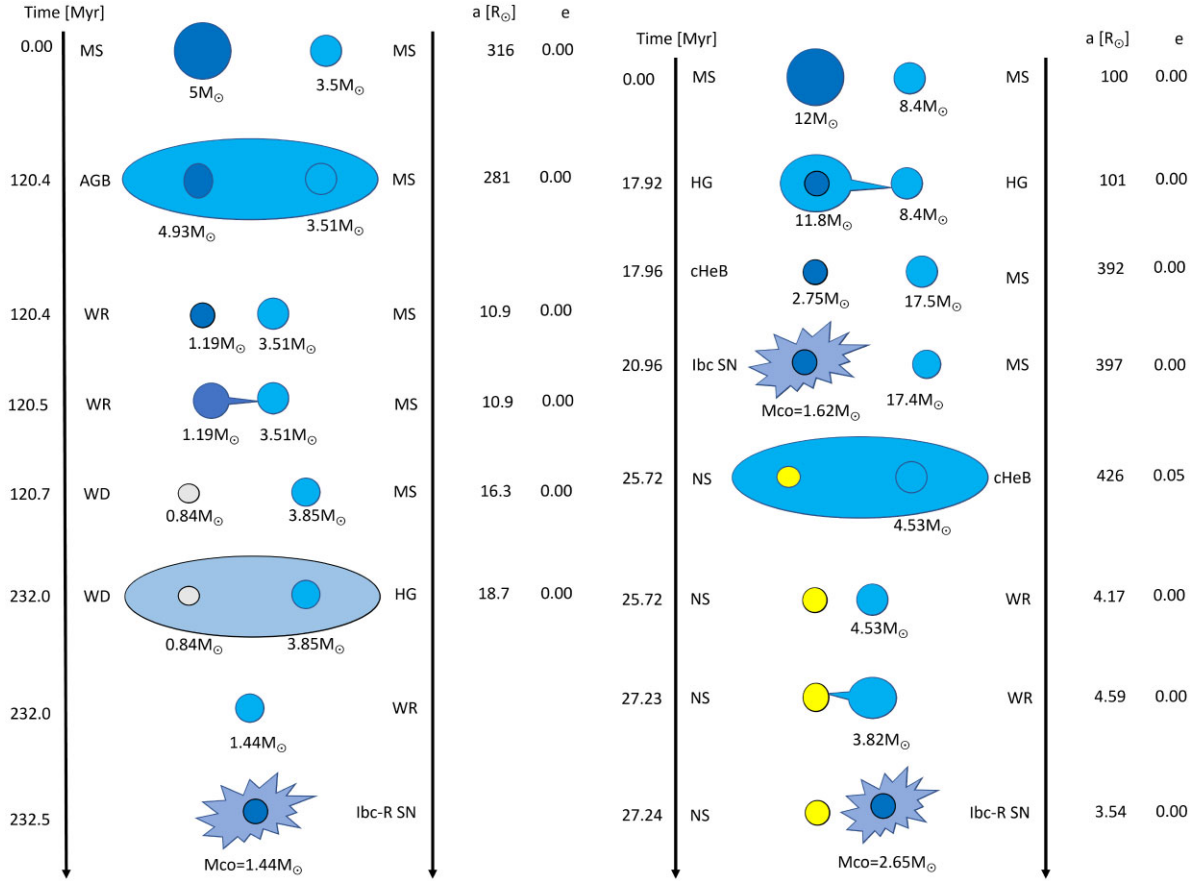 Time [Myr] a [R☉] e
0.00 MS MS 316 0.00
5M☉ 3.5M☉
120.4 AGB MS 281 0.00
4.93M☉ 3.51M☉
120.4 WR MS 10.9 0.00
1.19M☉ 3.51M☉
120.5 WR MS 10.9 0.00
1.19M☉ 3.51M☉
120.7 WD MS 16.3 0.00
0.84M☉ 3.85M☉
232.0 WD HG 18.7 0.00
0.84M☉ 3.85M☉
232.0 WR
1.44M☉
232.5 Ibc-R SN
Mco=1.44M☉
Time [Myr] a [R☉] e
0.00 MS MS 100 0.00
12M☉ 8.4M☉
17.92 HG HG 101 0.00
11.8M☉ 8.4M☉
17.96 cHeB MS 392 0.00
2.75M☉ 17.5M☉
20.96 Ibc SN MS 397 0.00
Mco=1.62M☉ 17.4M☉
25.72 NS cHeB 426 0.05
4.53M☉
25.72 NS WR 4.17 0.00
4.53M☉
27.23 NS WR 4.59 0.00
3.82M☉
27.24 NS Ibc-R SN 3.54 0.00
Mco=2.65M☉